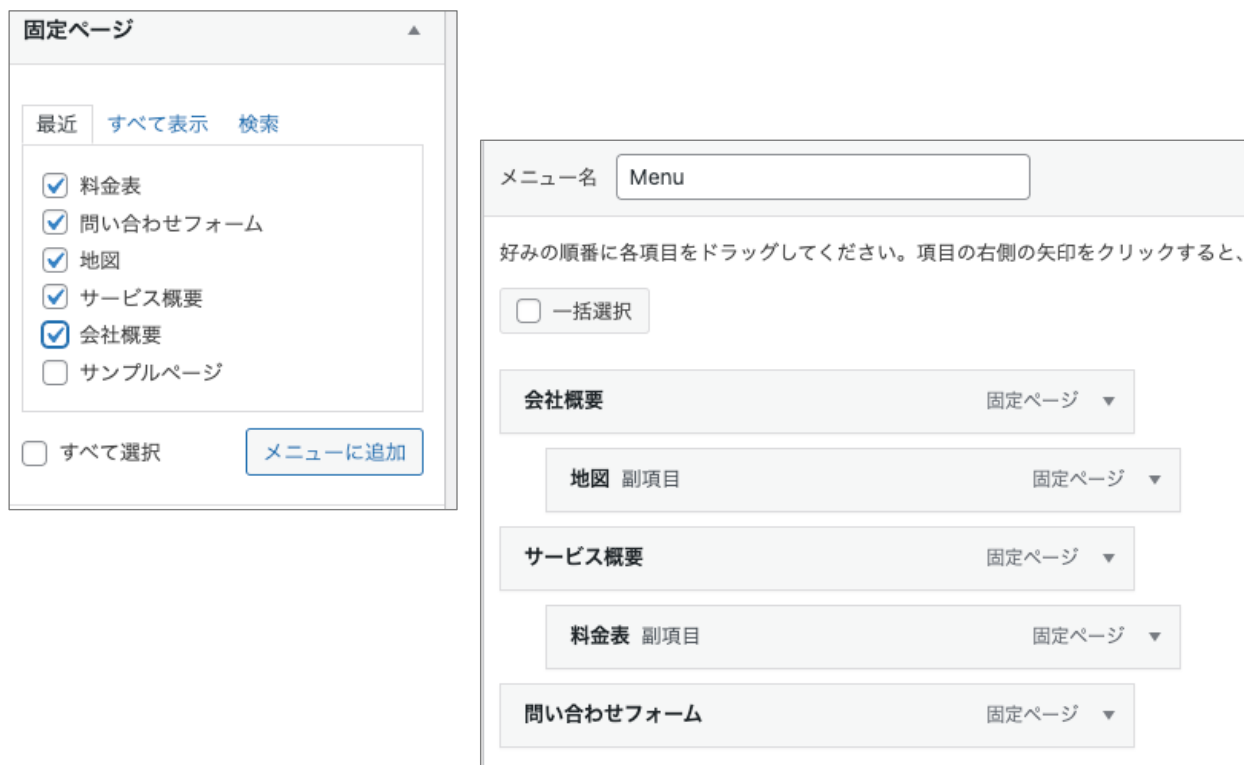 固定ページ
最近 すべて表示 検索
料金表
問い合わせフォーム
地図
サービス概要
会社概要
サンプルページ
すべて選択 メニューに追加
メニュー名 Menu
好みの順番に各項目をドラッグしてください。項目の右側の矢印をクリックすると、
一括選択
会社概要 固定ページ
地図 副項目 固定ページ
サービス概要 固定ページ
料金表 副項目 固定ページ
問い合わせフォーム 固定ページ